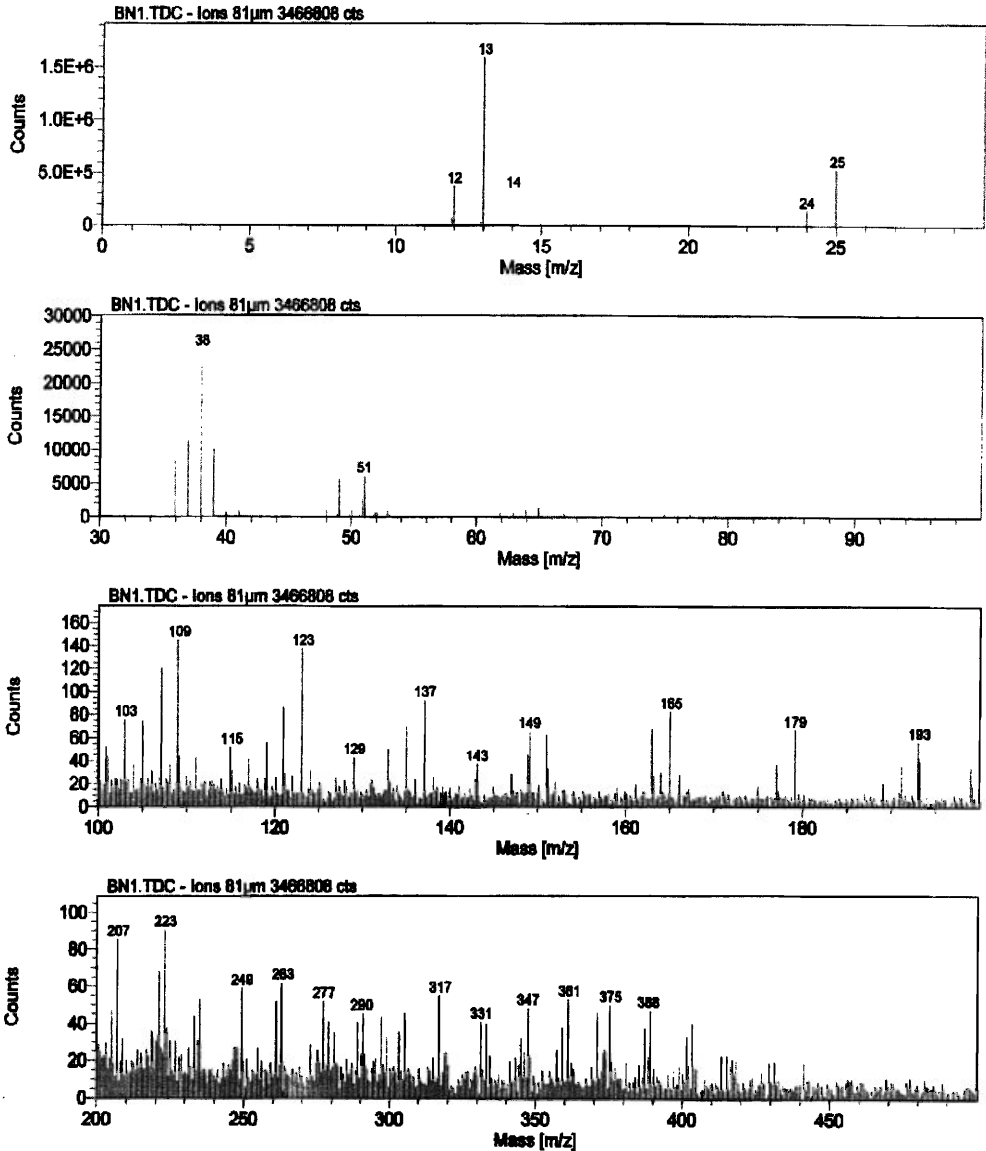 BN1.TDC - Ions 81µm 3466808 cts
Counts
1.5E+6
1.0E+6
5.0E+5
0
13
12
14
24
25
0 5 10 15 20 25
Mass [m/z]
BN1.TDC - Ions 81µm 3466808 cts
Counts
30000
25000
20000
15000
10000
5000
0
38
51
30 40 50 60 70 80 90
Mass [m/z]
BN1.TDC - Ions 81µm 3466808 cts
Counts
160
140
120
100
80
60
40
20
0
103 109 115 123 129 137 143 149 165 179 193
100 120 140 160 180
Mass [m/z]
BN1.TDC - Ions 81µm 3466808 cts
Counts
100
80
60
40
20
0
207 223 249 263 277 290 317 331 347 361 375 388
200 250 300 350 400 450
Mass [m/z]